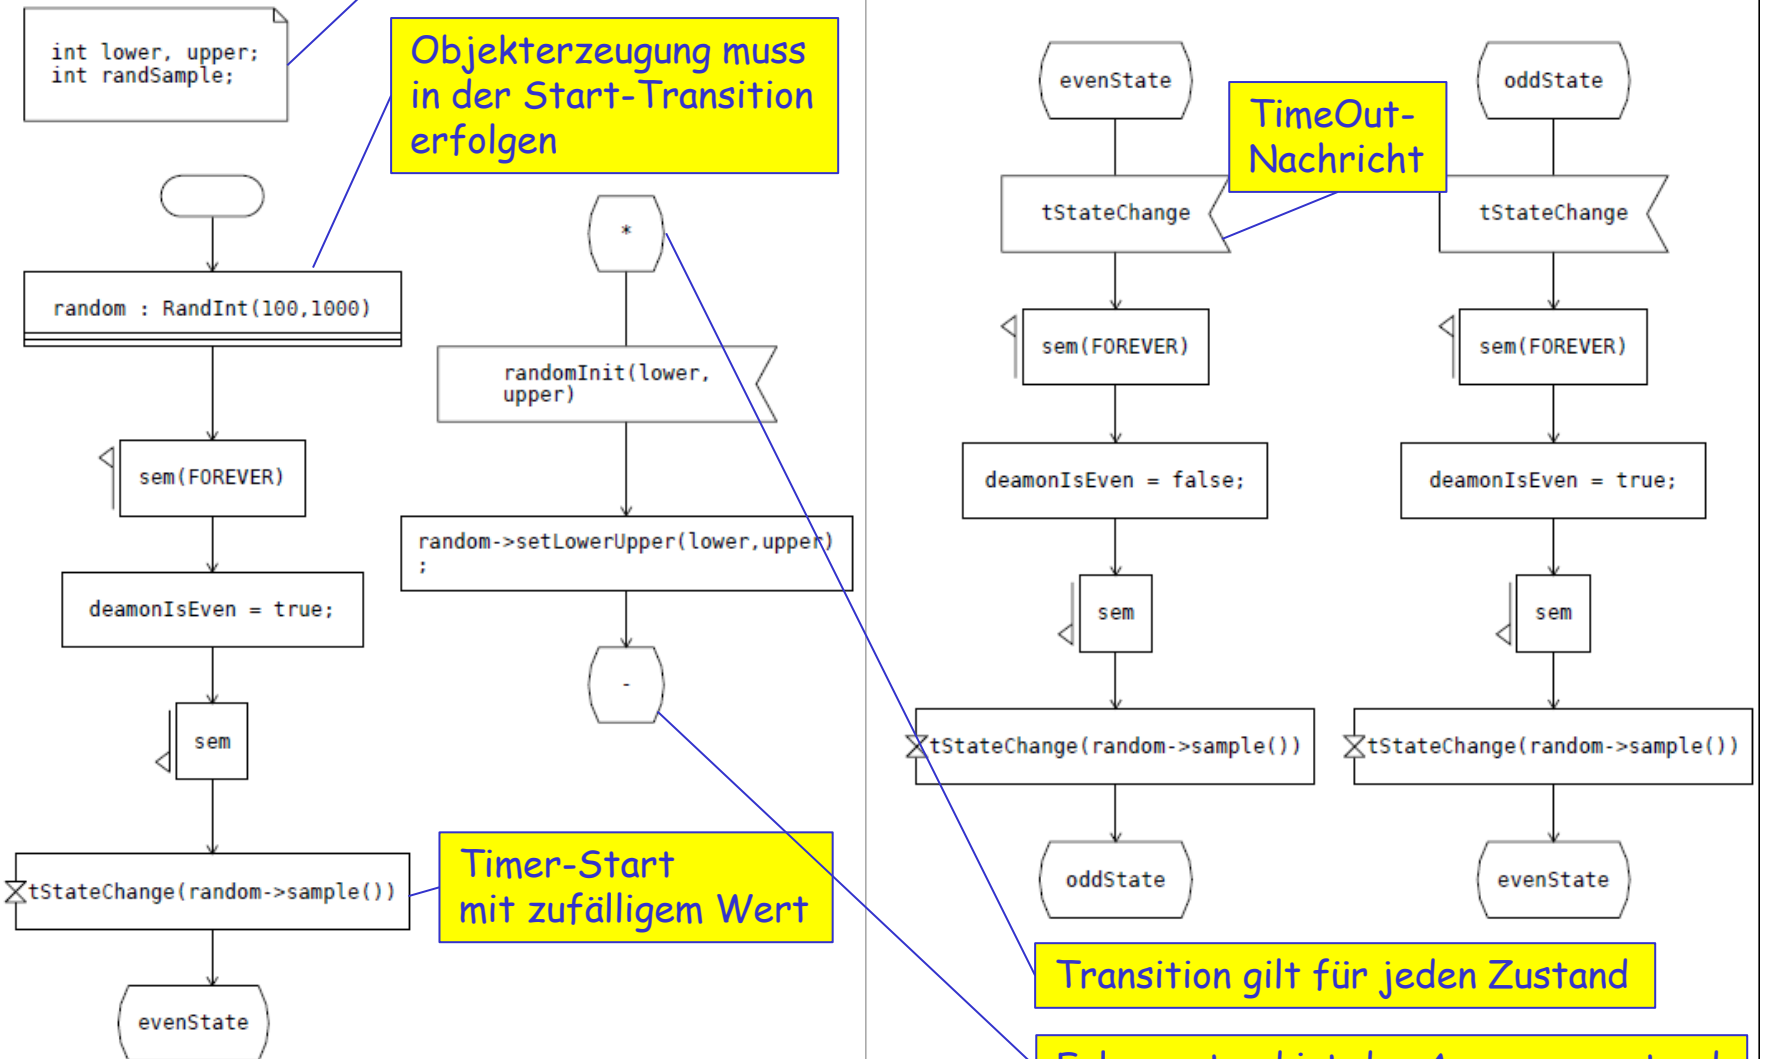 int lower, upper;
int randSample;
Objekterzeugung muss
in der Start-Transition
erfolgen
random : RandInt(100,1000)
sem(FOREVER)
deamonIsEven = true;
sem
tStateChange(random->sample())
evenState
Timer-Start
mit zufälligem Wert
*
randomInit(lower,
upper)
random->setLowerUpper(lower,upper)
;
-
evenState
TimeOut-
Nachricht
tStateChange
sem(FOREVER)
deamonIsEven = false;
sem
tStateChange(random->sample())
oddState
oddState
tStateChange
sem(FOREVER)
deamonIsEven = true;
sem
tStateChange(random->sample())
evenState
Transition gilt für jeden Zustand